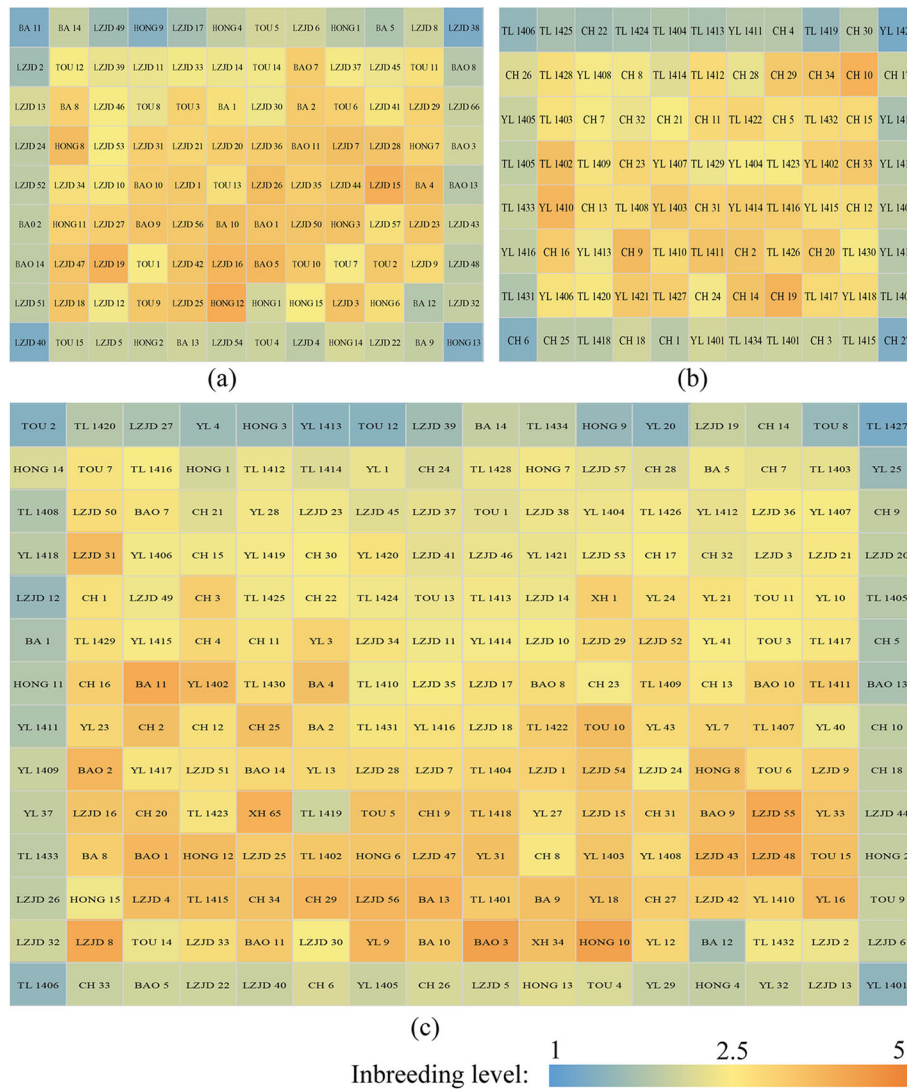 BA 11 BA 14 LZJD 49 HONG 9 LZJD 17 HONG 4 TOU 5 LZJD 6 HONG 1 BA 5 LZJD 8 LZJD 38
LZJD 2 TOU 12 LZJD 39 LZJD 11 LZJD 33 LZJD 14 TOU 14 BAO 7 LZJD 37 LZJD 45 TOU 11 BAO 8
LZJD 13 BA 8 LZJD 46 TOU 8 TOU 3 BA 1 LZJD 30 BA 2 TOU 6 LZJD 41 LZJD 29 LZJD 66
LZJD 24 HONG 8 LZJD 53 LZJD 31 LZJD 21 LZJD 20 LZJD 36 BAO 11 LZJD 7 LZJD 28 HONG 7 BAO 3
LZJD 52 LZJD 34 LZJD 10 BAO 10 LZJD 1 TOU 13 LZJD 26 LZJD 35 LZJD 44 LZJD 15 BA 4 BAO 13
BA0 2 HONG 11 LZJD 27 BAO 9 LZJD 56 BA 10 BAO 1 LZJD 50 HONG 3 LZJD 57 LZJD 23 LZJD 43
BAO 14 LZJD 47 LZJD 19 TOU 1 LZJD 42 LZJD 16 BAO 5 TOU 10 TOU 7 TOU 2 LZJD 9 LZJD 48
LZJD 51 LZJD 18 LZJD 12 TOU 9 LZJD 25 HONG 12 HONG 1 HONG 15 LZJD 3 HONG 6 BA 12 LZJD 32
LZJD 40 TOU 15 LZJD 5 HONG 2 BA 13 LZJD 54 TOU 4 LZJD 4 HONG 14 LZJD 22 BA 9 HONG 13
(a)
TL 1406 TL 1425 CH 22 TL 1424 TL 1404 TL 1413 YL 1411 CH 4 TL 1419 CH 30 YL 142
CH 26 TL 1428 YL 1408 CH 8 TL 1414 TL 1412 CH 28 CH 29 CH 34 CH 10 CH 17
YL 1405 TL 1403 CH 7 CH 32 CH 21 CH 11 TL 1422 CH 5 TL 1432 CH 15 YL 141
TL 1405 TL 1402 TL 1409 CH 23 YL 1407 TL 1429 YL 1404 TL 1423 YL 1402 CH 33 YL 141
TL 1433 YL 1410 CH 13 TL 1408 YL 1403 CH 31 YL 1414 TL 1416 YL 1415 CH 12 YL 140
YL 1416 CH 16 YL 1413 CH 9 TL 1410 TL 1411 CH 2 TL 1426 CH 20 TL 1430 YL 141
TL 1431 YL 1406 TL 1420 YL 1421 TL 1427 CH 24 CH 14 CH 19 TL 1417 YL 1418 TL 140
CH 6 CH 25 TL 1418 CH 18 CH 1 YL 1401 TL 1434 TL 1401 CH 3 TL 1415 CH 27
(b)
TOU 2 TL 1420 LZJD 27 YL 4 HONG 3 YL 1413 TOU 12 LZJD 39 BA 14 TL 1434 HONG 9 YL 20 LZJD 19 CH 14 TOU 8 TL 1427
HONG 14 TOU 7 TL 1416 HONG 1 TL 1412 TL 1414 YL 1 CH 24 TL 1428 HONG 7 LZJD 57 CH 28 BA 5 CH 7 TL 1403 YL 25
TL 1408 LZJD 50 BAO 7 CH 21 YL 28 LZJD 23 LZJD 45 LZJD 37 TOU 1 LZJD 38 YL 1404 TL 1426 YL 1412 LZJD 36 YL 1407 CH 9
YL 1418 LZJD 31 YL 1406 CH 15 YL 1419 CH 30 YL 1420 LZJD 41 LZJD 46 YL 1421 LZJD 53 CH 17 CH 32 LZJD 3 LZJD 21 LZJD 20
LZJD 12 CH 1 LZJD 49 CH 3 TL 1425 CH 22 TL 1424 TOU 13 TL 1413 LZJD 14 XH 1 YL 24 YL 21 TOU 11 YL 10 TL 1405
BA 1 TL 1429 YL 1415 CH 4 CH 11 YL 3 LZJD 34 LZJD 11 YL 1414 LZJD 10 LZJD 29 LZJD 52 YL 41 TOU 3 TL 1417 CH 5
HONG 11 CH 16 BA 11 YL 1402 TL 1430 BA 4 TL 1410 LZJD 35 LZJD 17 BAO 8 CH 23 TL 1409 CH 13 BAO 10 TL 1411 BAO 13
YL 1411 YL 23 CH 2 CH 12 CH 25 BA 2 TL 1431 YL 1416 LZJD 18 TL 1422 TOU 10 YL 43 YL 7 TL 1407 YL 40 CH 10
YL 1409 BAO 2 YL 1417 LZJD 51 BAO 14 YL 13 LZJD 28 LZJD 7 TL 1404 LZJD 1 LZJD 54 LZJD 24 HONG 8 TOU 6 LZJD 9 CH 18
YL 37 LZJD 16 CH 20 TL 1423 XH 65 TL 1419 TOU 5 CH1 9 TL 1418 YL 27 LZJD 15 CH 31 BAO 9 LZJD 55 YL 33 LZJD 44
TL 1433 BA 8 BAO 1 HONG 12 LZJD 25 TL 1402 HONG 6 LZJD 47 YL 31 CH 8 YL 1403 YL 1408 LZJD 43 LZJD 48 TOU 15 HONG 2
LZJD 26 HONG 15 LZJD 4 TL 1415 CH 34 CH 29 LZJD 56 BA 13 TL 1401 BA 9 YL 18 CH 27 LZJD 42 YL 1410 YL 16 TOU 9
LZJD 32 LZJD 8 TOU 14 LZJD 33 BAO 11 LZJD 30 YL 9 BA 10 BAO 3 XH 34 HONG 10 YL 12 BA 12 TL 1432 LZJD 2 LZJD 6
TL 1406 CH 33 BAO 5 LZJD 22 LZJD 40 CH 6 YL 1405 CH 26 LZJD 5 HONG 13 TOU 4 YL 29 HONG 4 YL 32 LZJD 13 YL 1401
(c)
1 2.5 5
Inbreeding level: